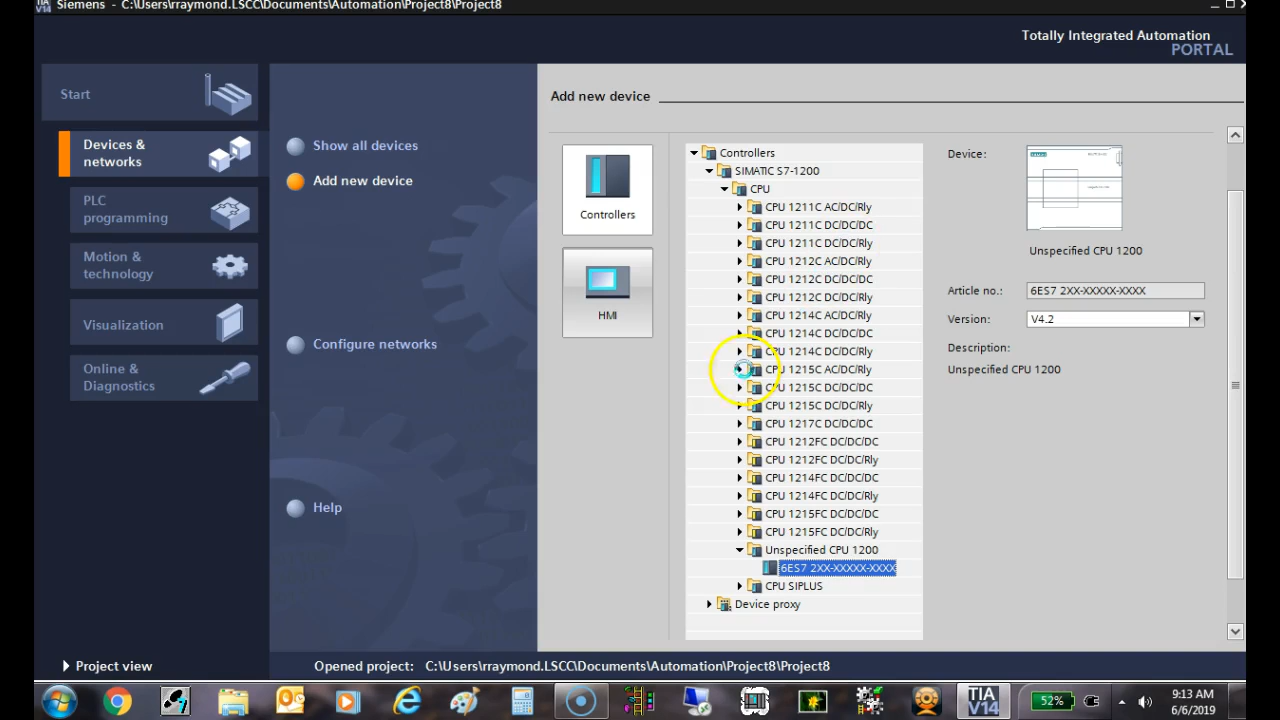 Siemens - C:\Users\rraymond.LSCC\Documents\Automation\Project8\Project8
Totally Integrated Automation
PORTAL
Start
Devices &
networks
PLC
programming
Motion &
technology
Visualization
Online &
Diagnostics
Project view
Show all devices
Add new device
Configure networks
Help
Add new device
Controllers
HMI
Controllers
SIMATIC S7-1200
CPU
CPU 1211C AC/DC/Rly
CPU 1211C DC/DC/DC
CPU 1211C DC/DC/Rly
CPU 1212C AC/DC/Rly
CPU 1212C DC/DC/DC
CPU 1212C DC/DC/Rly
CPU 1214C AC/DC/Rly
CPU 1214C DC/DC/DC
CPU 1214C DC/DC/Rly
CPU 1215C AC/DC/Rly
CPU 1215C DC/DC/DC
CPU 1215C DC/DC/Rly
CPU 1217C DC/DC/DC
CPU 1212FC DC/DC/DC
CPU 1212FC DC/DC/Rly
CPU 1214FC DC/DC/DC
CPU 1214FC DC/DC/Rly
CPU 1215FC DC/DC/DC
CPU 1215FC DC/DC/Rly
Unspecified CPU 1200
6ES7 2XX-XXXXX-XXXX
CPU SIPLUS
Device proxy
Device:
Unspecified CPU 1200
Article no.: 6ES7 2XX-XXXXX-XXXX
Version: V4.2
Description:
Unspecified CPU 1200
Opened project: C:\Users\rraymond.LSCC\Documents\Automation\Project8\Project8
TIA
V14
52%
9:13 AM
6/6/2019